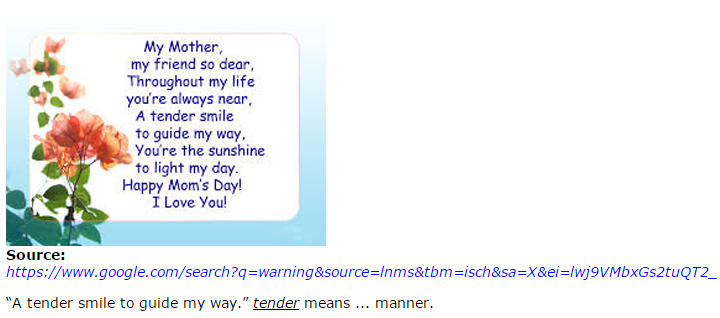 My Mother,
my friend so dear,
Throughout my life
you're always near,
A tender smile
to guide my way,
You're the sunshine
to light my day.
Happy Mom's Day!
I Love You!
Source:
https://www.google.com/search?q=warning&source=lnms&tbm=isch&sa=X&ei=lwj9VMbxGs2tuQT2_
“A tender smile to guide my way.” tender means ... manner.